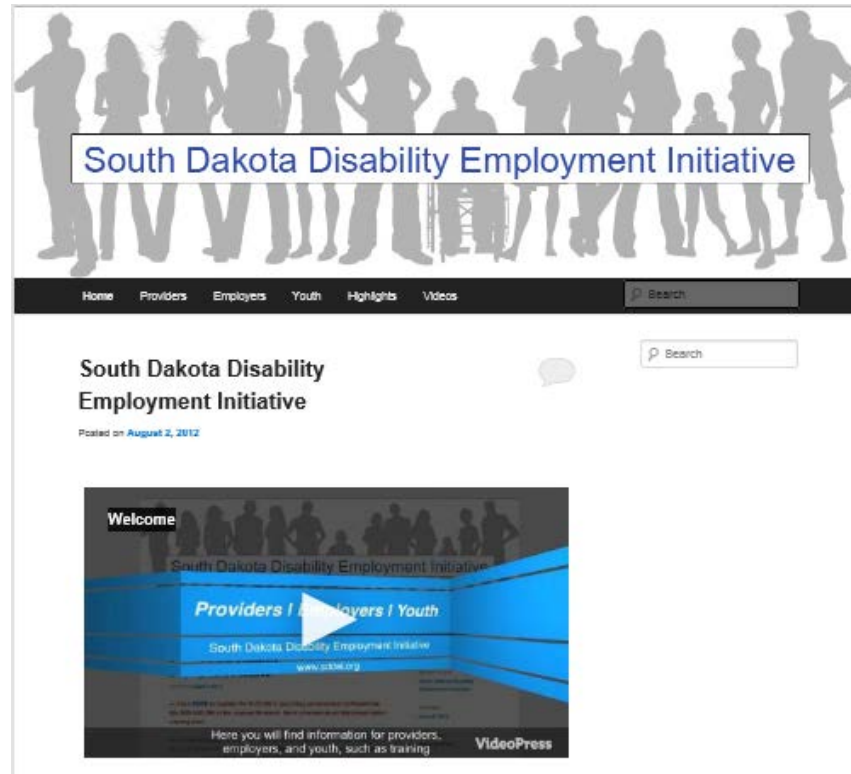 South Dakota Disability Employment Initiative
Home Providers Employers Youth Highlights Videos Search
Search
South Dakota Disability
Employment Initiative
Posted on August 2, 2012
Welcome
South Dakota Disability Employment Initiative
Providers | Employers | Youth
South Dakota Disability Employment Initiative
www.sddei.org
Here you will find information for providers,
employers, and youth, such as training
VideoPress